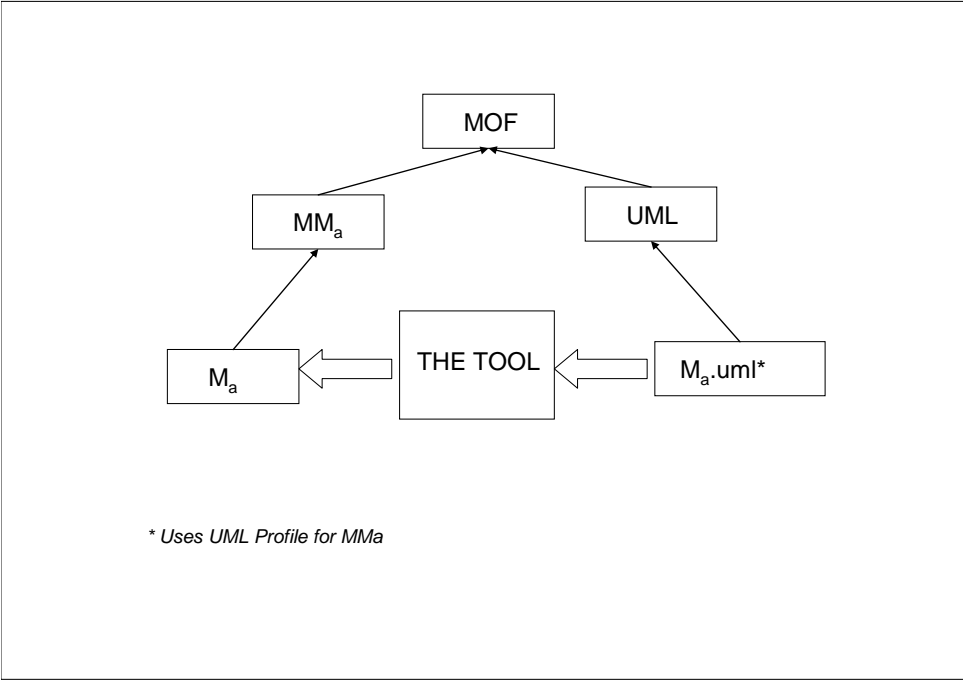 MOF
MMₐ
UML
THE TOOL
Mₐ
Mₐ.uml*
* Uses UML Profile for MMa